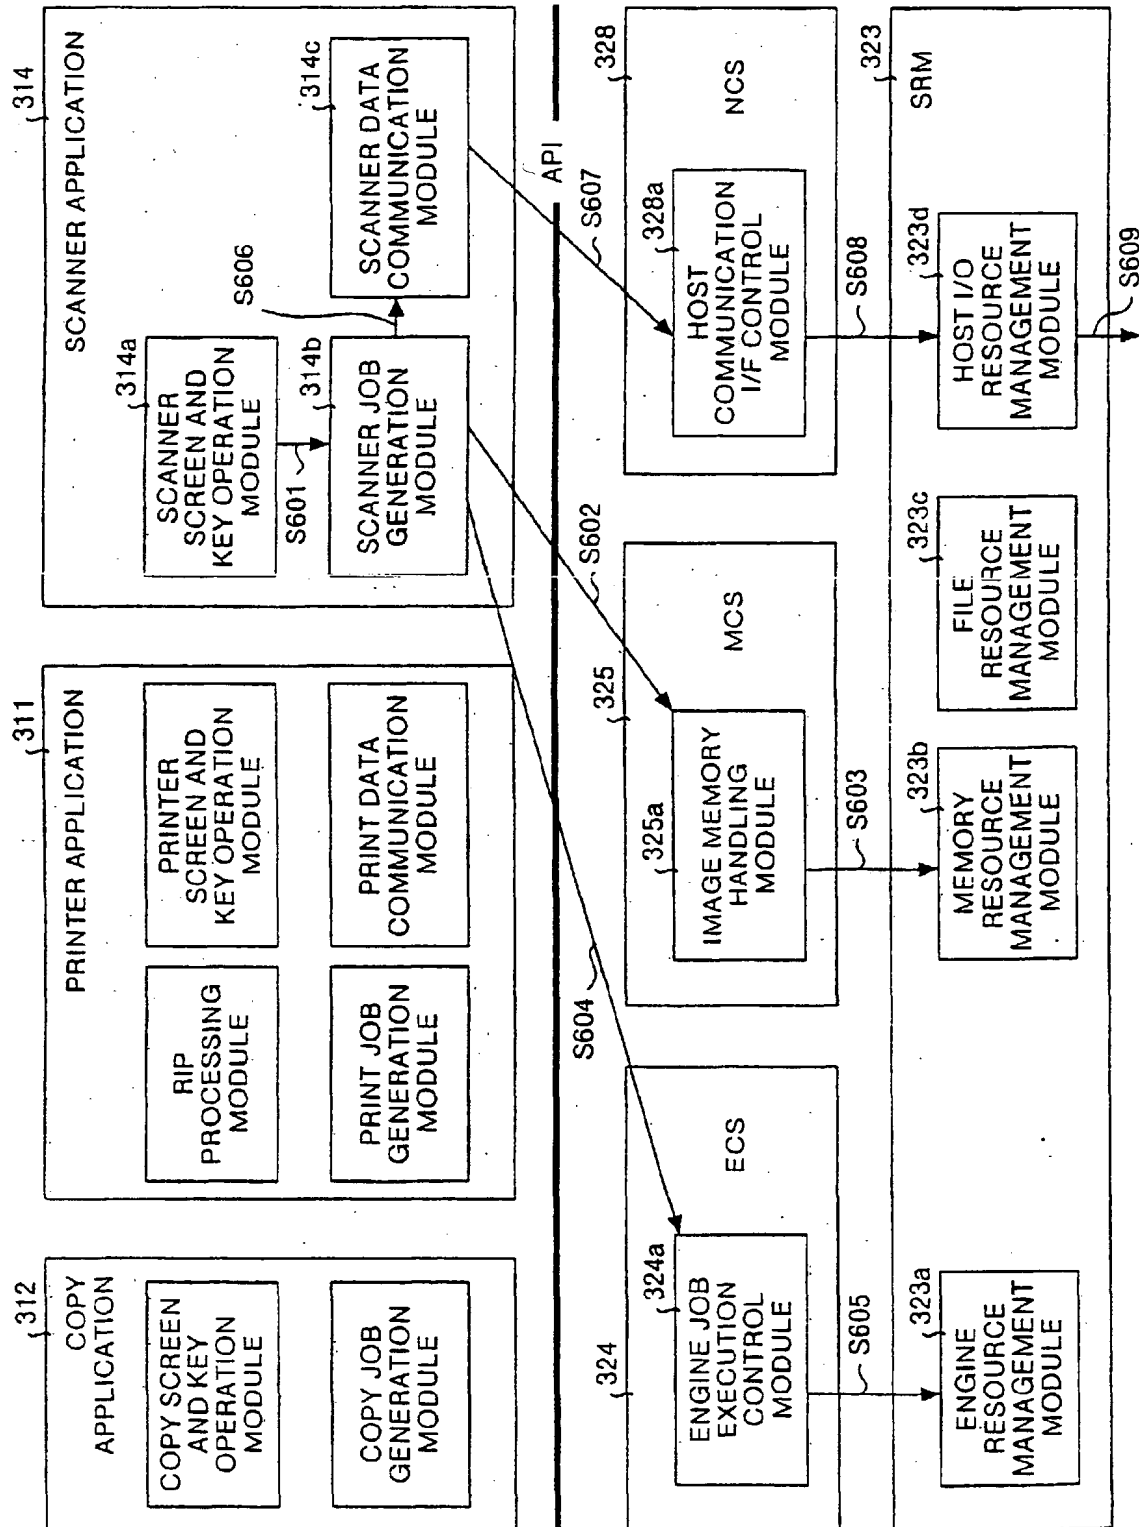 312
COPY
APPLICATION
COPY SCREEN
AND KEY
OPERATION
MODULE
COPY JOB
GENERATION
MODULE
311
PRINTER APPLICATION
RIP
PROCESSING
MODULE
PRINTER
SCREEN AND
KEY OPERATION
MODULE
PRINT JOB
GENERATION
MODULE
PRINT DATA
COMMUNICATION
MODULE
314
SCANNER APPLICATION
314a
SCANNER
SCREEN AND
KEY OPERATION
MODULE
S601
314b
SCANNER JOB
GENERATION
MODULE
S606
314c
SCANNER DATA
COMMUNICATION
MODULE
API
S604
S602
S607
324
ECS
324a
ENGINE JOB
EXECUTION
CONTROL
MODULE
S605
325
MCS
325a
IMAGE MEMORY
HANDLING
MODULE
S603
328
NCS
328a
HOST
COMMUNICATION
I/F CONTROL
MODULE
S608
323
SRM
323a
ENGINE
RESOURCE
MANAGEMENT
MODULE
323b
MEMORY
RESOURCE
MANAGEMENT
MODULE
323c
FILE
RESOURCE
MANAGEMENT
MODULE
323d
HOST I/O
RESOURCE
MANAGEMENT
MODULE
S609